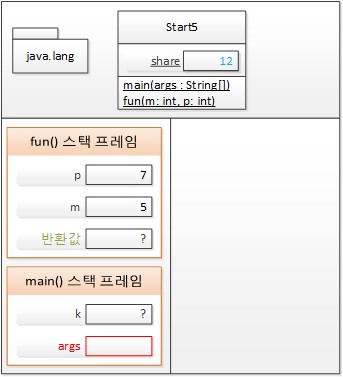 java.lang
Start5
share 12
main(args : String[])
fun(m: int, p: int)
fun() 스택 프레임
p 7
m 5
반환값 ?
main() 스택 프레임
k ?
args